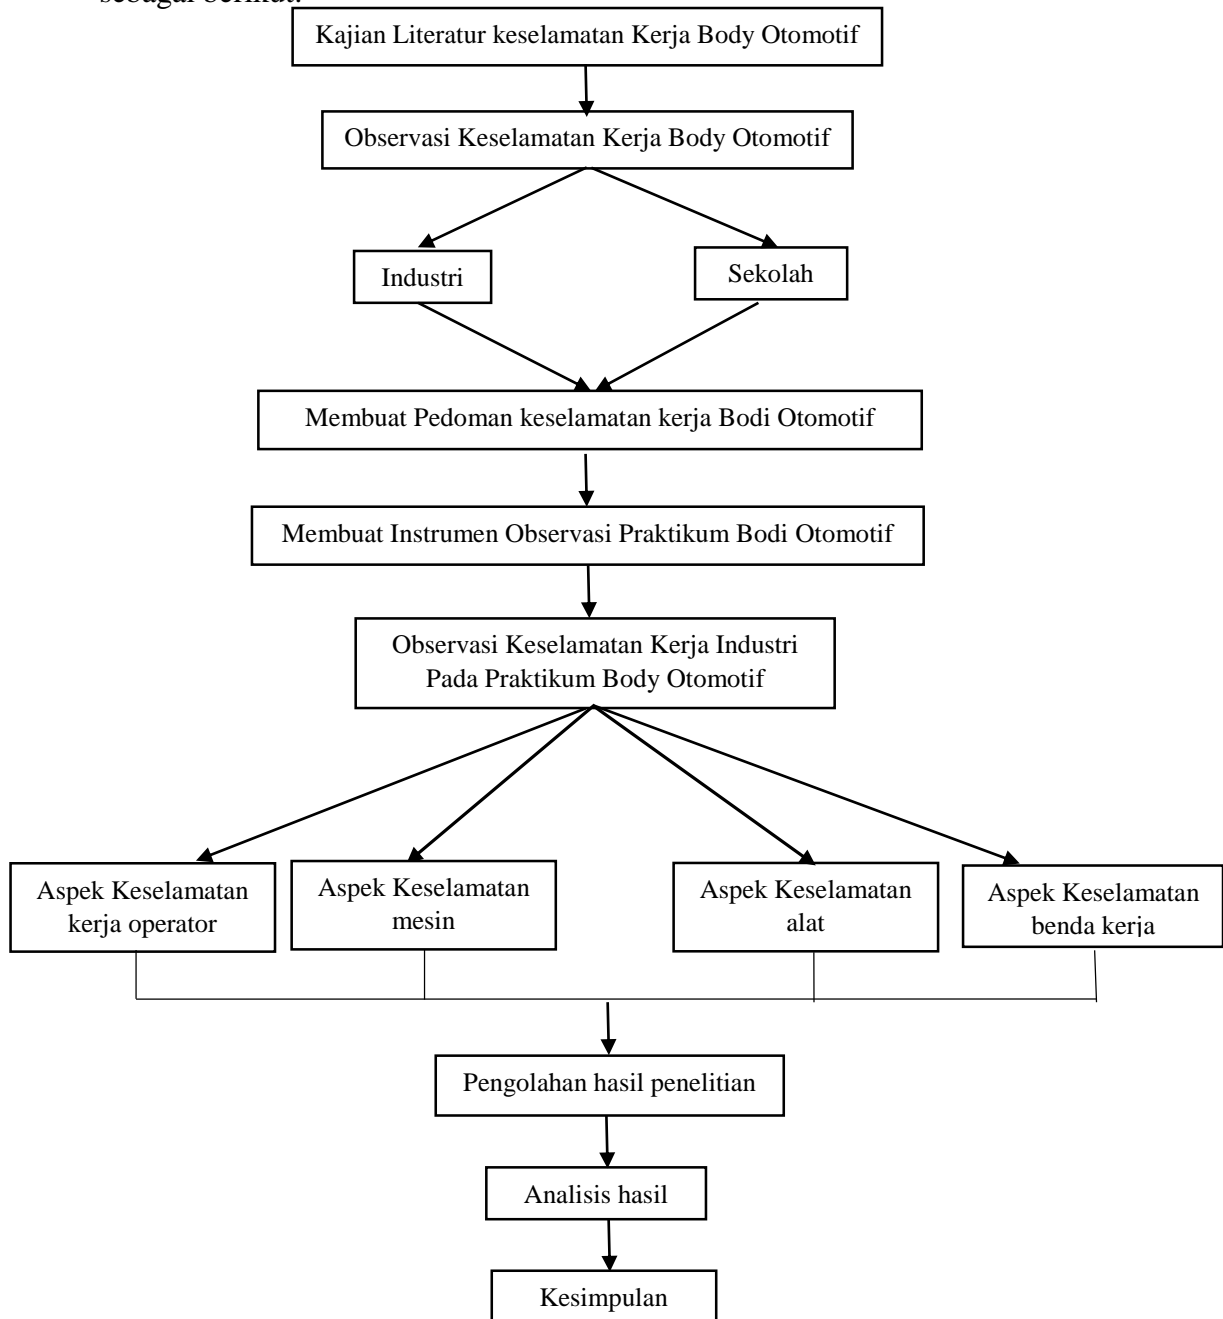 sebagai berikut:
Kajian Literatur keselamatan Kerja Body Otomotif
Observasi Keselamatan Kerja Body Otomotif
Industri
Sekolah
Membuat Pedoman keselamatan kerja Bodi Otomotif
Membuat Instrumen Observasi Praktikum Bodi Otomotif
Observasi Keselamatan Kerja Industri
Pada Praktikum Body Otomotif
Aspek Keselamatan
kerja operator
Aspek Keselamatan
mesin
Aspek Keselamatan
alat
Aspek Keselamatan
benda kerja
Pengolahan hasil penelitian
Analisis hasil
Kesimpulan